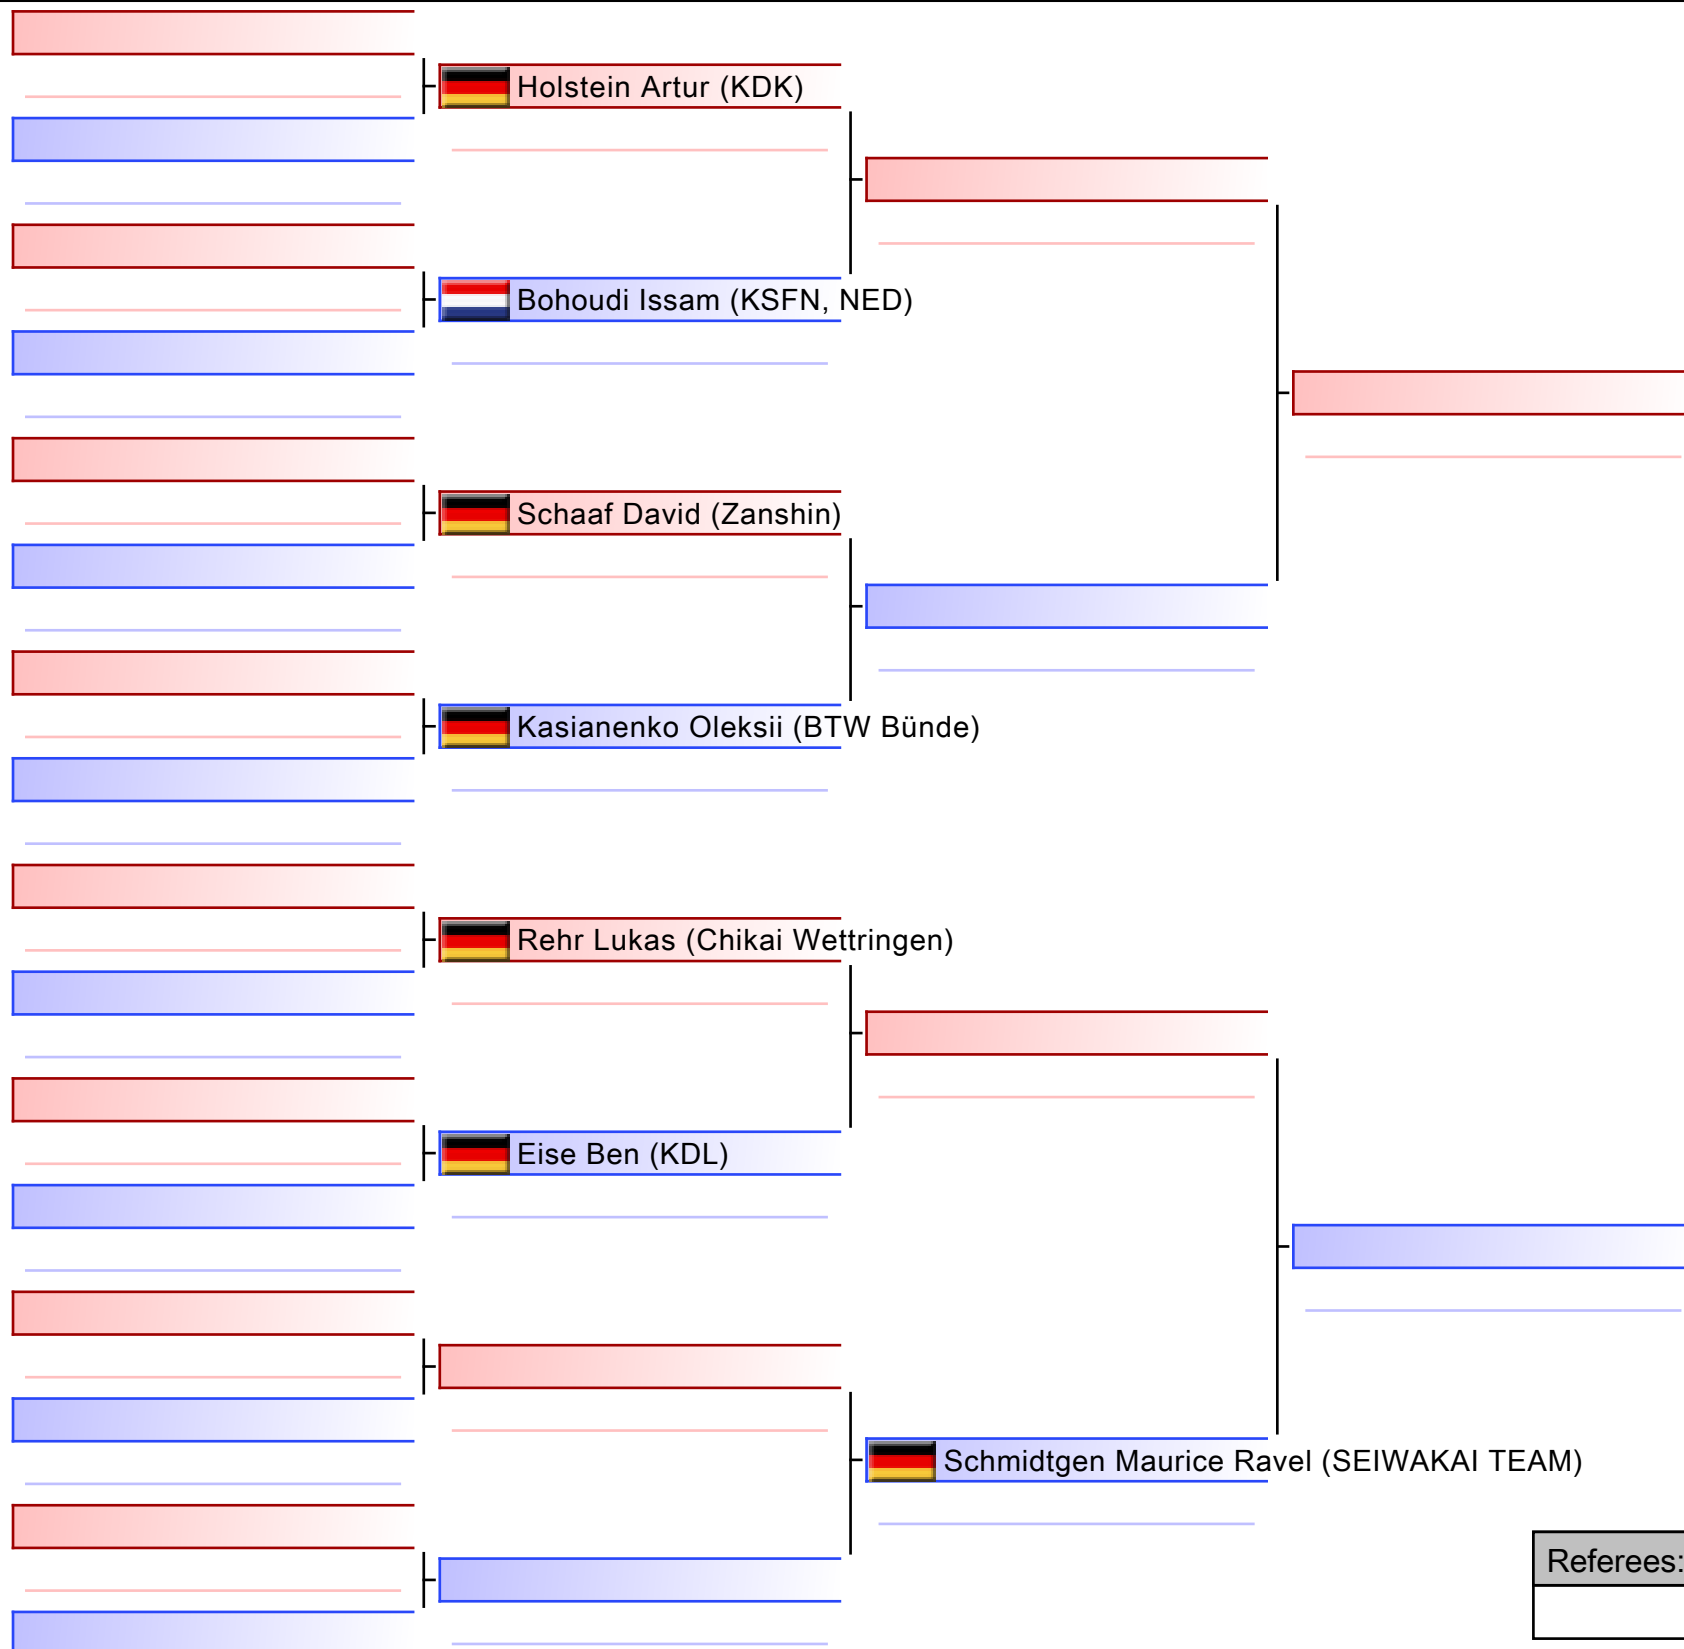 Holstein Artur (KDK)
Bohoudi Issam (KSFN, NED)
Schaaf David (Zanshin)
Kasianenko Oleksii (BTW Bünde)
Rehr Lukas (Chikai Wettringen)
Eise Ben (KDL)
Schmidtgen Maurice Ravel (SEIWAKAI TEAM)
Referees: